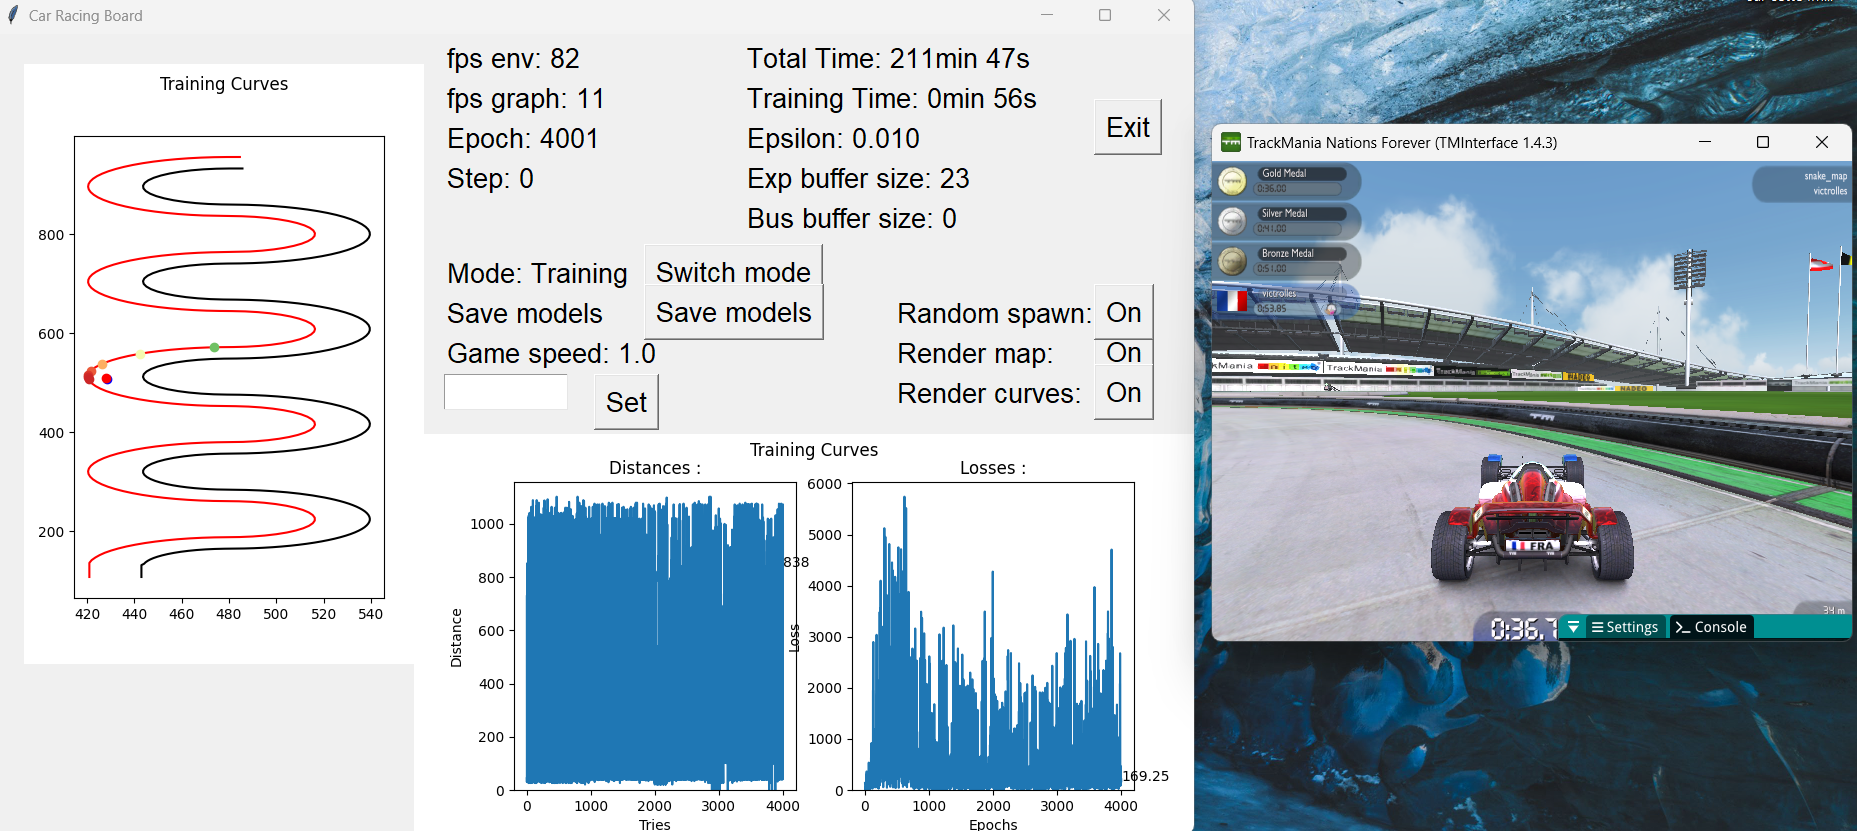 Car Racing Board
Training Curves
800
600
400
200
420 440 460 480 500 520 540
fps env: 82
fps graph: 11
Epoch: 4001
Step: 0
Total Time: 211min 47s
Training Time: 0min 56s
Epsilon: 0.010
Exp buffer size: 23
Bus buffer size: 0
Exit
Mode: Training
Switch mode
Save models
Save models
Game speed: 1.0
Set
Random spawn: On
Render map: On
Render curves: On
Training Curves
Distances :
1000
800
600
400
200
0
Distance
838
0 1000 2000 3000 4000
Tries
Losses :
6000
5000
4000
3000
2000
1000
0
Loss
169.25
0 1000 2000 3000 4000
Epochs
TrackMania Nations Forever (TMInterface 1.4.3)
Gold Medal
0:36.00
Silver Medal
0:41.00
Bronze Medal
0:51.00
victrolles
0:53.85
snake_map
victrolles
TrackMania
NADEO
NADEO
FRA
34 m
0:36.7
Settings
Console